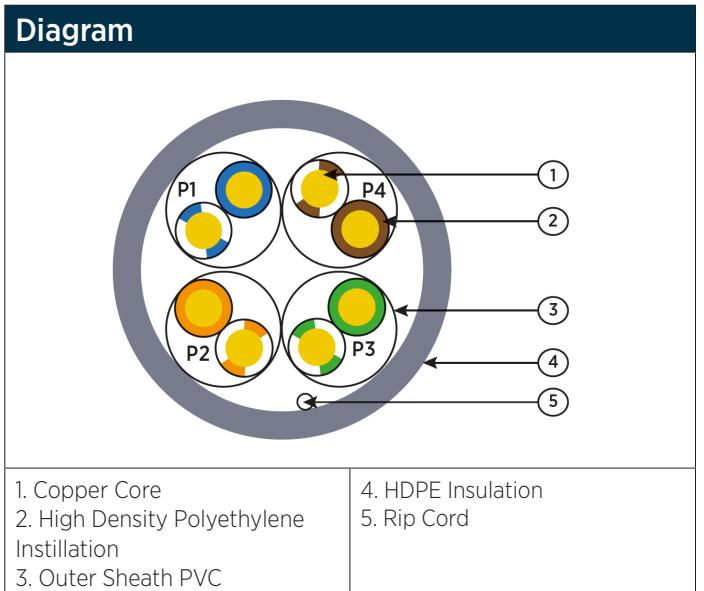 Diagram
P1
P4
1
2
P2
P3
3
4
5
1. Copper Core
2. High Density Polyethylene
Instillation
3. Outer Sheath PVC
4. HDPE Insulation
5. Rip Cord